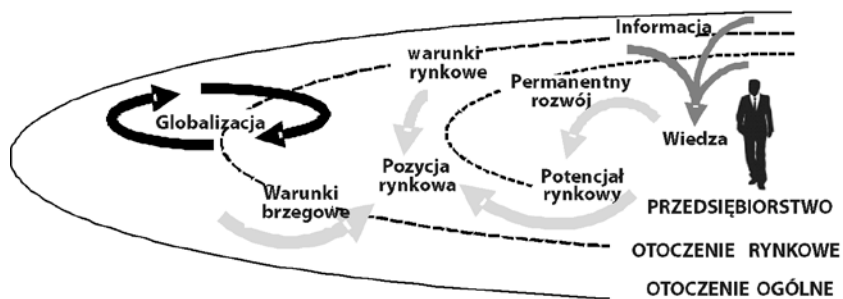 Informacja
warunki
rynkowe
Permanentny
rozwój
Globalizacja
Wiedza
Pozycja
rynkowa
Potencjał
rynkowy
Warunki
brzegowe
PRZEDSIĘBIORSTWO
OTOCZENIE RYNKOWE
OTOCZENIE OGÓLNE